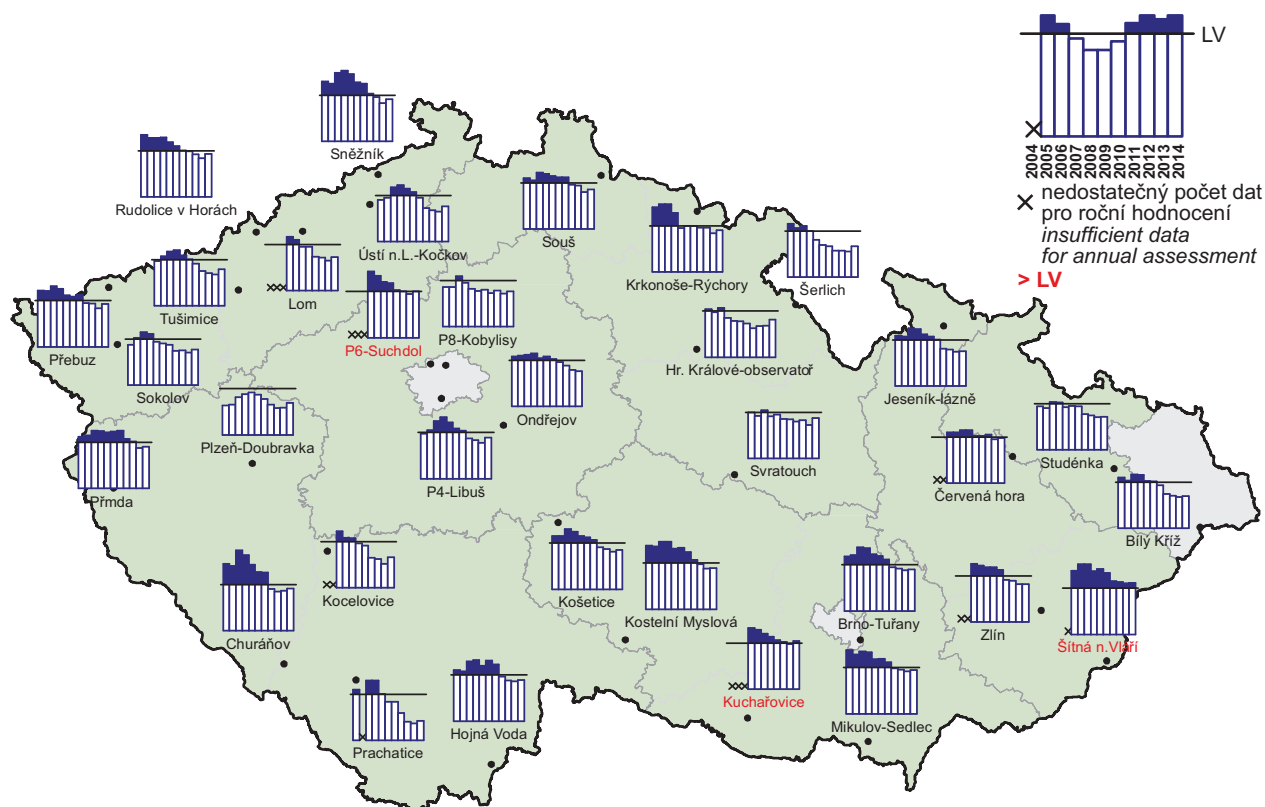 LV
2004
2005
2006
2007
2008
2009
2010
2011
2012
2013
2014
× nedostatečný počet dat
pro roční hodnocení
insufficient data
for annual assessment
> LV
Sněžník
Rudolice v Horách
Ústí n.L.-Kočkov
Souš
Krkonoše-Rýchory
Šerlich
Tušimice
Lom
P6-Suchdol
P8-Kobylisy
Přebuz
Sokolov
Hr. Králové-observatoř
Jeseník-lázně
Plzeň-Doubravka
Ondřejov
Svratouch
Studénka
Přmda
P4-Libuš
Červená hora
Bílý Kříž
Kocelovice
Košetice
Kostelní Myslová
Brno-Tuřany
Zlín
Šítná n.Vláří
Churáňov
Kuchařovice
Prachatice
Hojná Voda
Mikulov-Sedlec